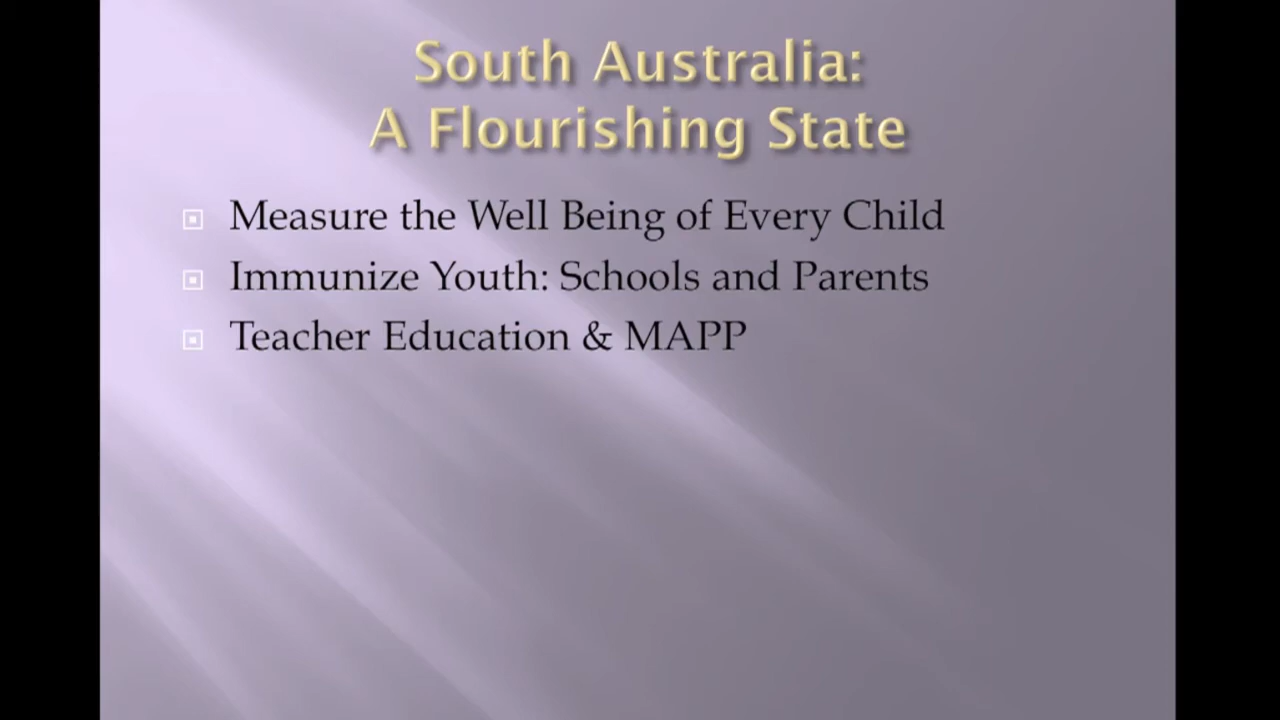 South Australia:
A Flourishing State
Measure the Well Being of Every Child
Immunize Youth: Schools and Parents
Teacher Education & MAPP